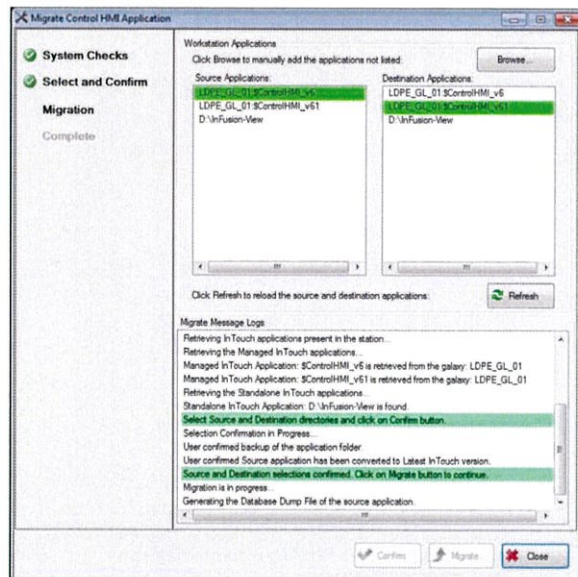 Migrate Control HMI Application
System Checks
Select and Confirm
Migration
Complete
Workstation Applications
Click Browse to manually add the applications not listed:
Browse...
Source Applications:
LDPE_GL_01:$ControlHMI_v6
LDPE_GL_01:$ControlHMI_v61
D:\InFusion-View
Destination Applications:
LDPE_GL_01:$ControlHMI_v6
LDPE_GL_01:$ControlHMI_v61
D:\InFusion-View
Click Refresh to reload the source and destination applications:
Refresh
Migrate Message Logs
Retrieving InTouch applications present in the station...
Retrieving the Managed InTouch applications...
Managed InTouch Application: $ControlHMI_v6 is retrieved from the galaxy: LDPE_GL_01
Managed InTouch Application: $ControlHMI_v61 is retrieved from the galaxy: LDPE_GL_01
Retrieving the Standalone InTouch applications...
Standalone InTouch Application: D:\InFusion-View is found.
Select Source and Destination directories and click on Confirm button.
Selection Confirmation in Progress...
User confirmed backup of the application folder.
User confirmed Source application has been converted to Latest InTouch version.
Source and Destination selections confirmed. Click on Migrate button to continue.
Migration is in progress...
Generating the Database Dump File of the source application.
Confirm
Migrate
Close